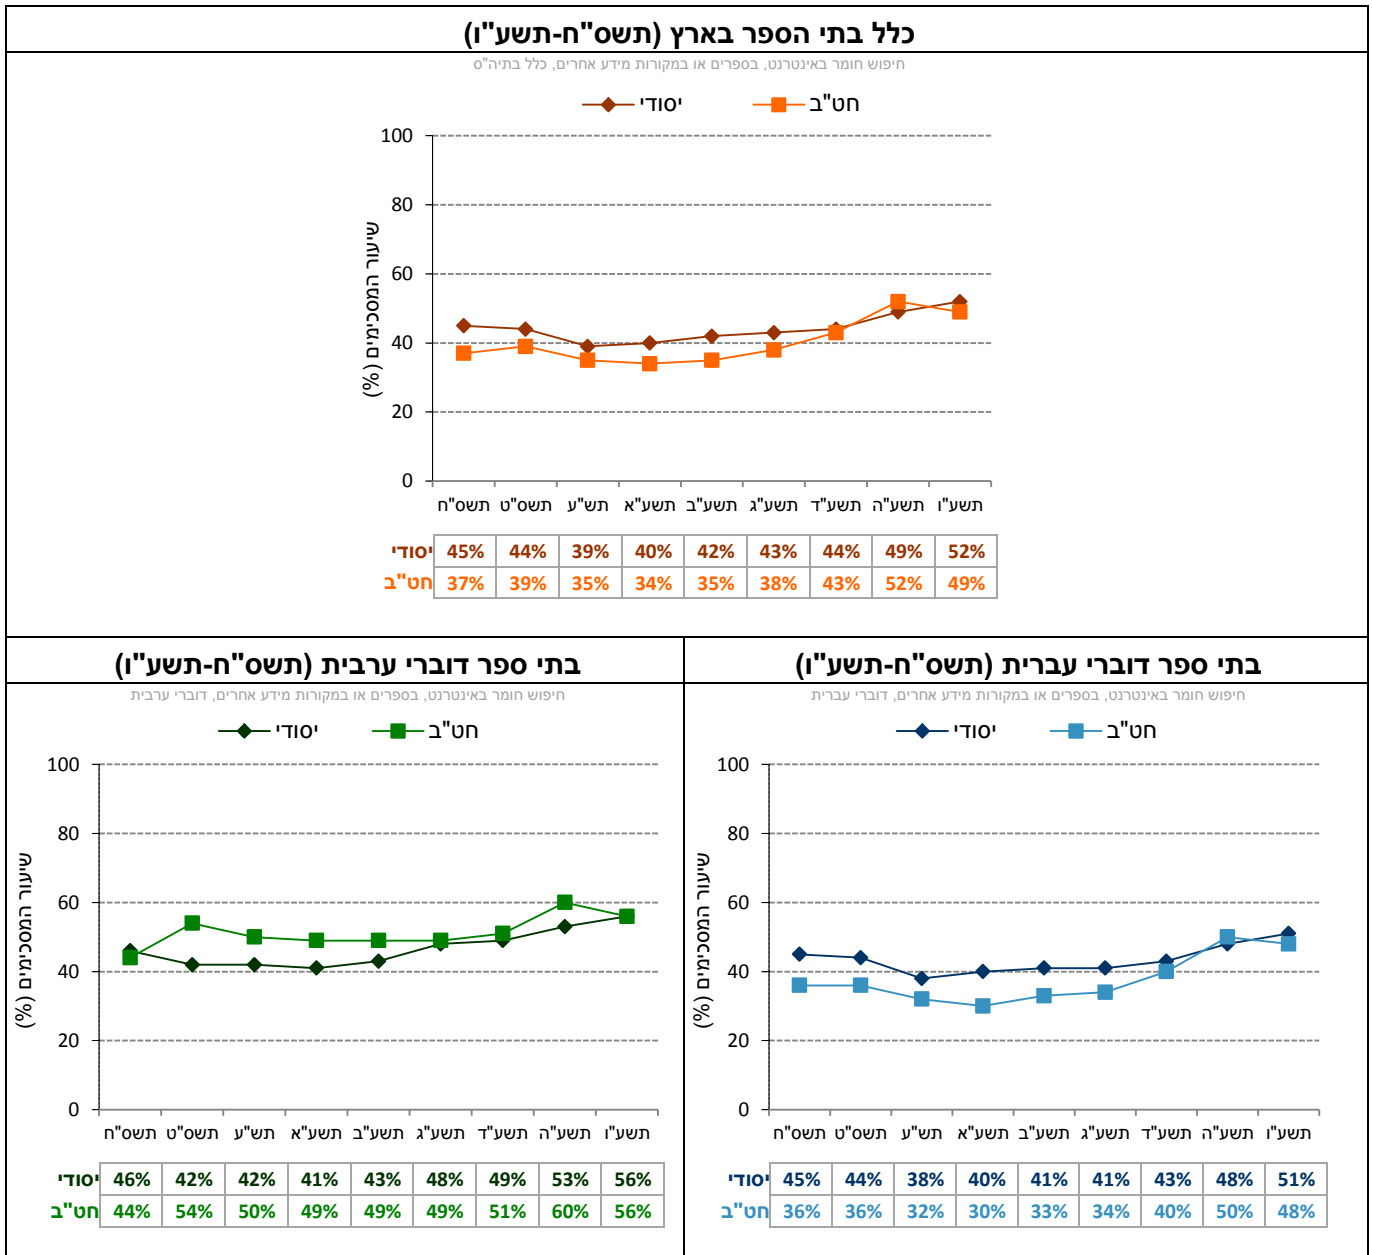 כלל בתי הספר בארץ (תשס"ח-תשע"ו)
חיפוש חומר באינטרנט, בספרים או במקורות מידע אחרים, כלל בתיה"ס
יסודי חט"ב
שיעור המסכימים (%)
100
80
60
40
20
0
תשס"ח תשס"ט תש"ע תשע"א תשע"ב תשע"ג תשע"ד תשע"ה תשע"ו
יסודי 45% 44% 39% 40% 42% 43% 44% 49% 52%
חט"ב 37% 39% 35% 34% 35% 38% 43% 52% 49%
בתי ספר דוברי עברית (תשס"ח-תשע"ו)
חיפוש חומר באינטרנט, בספרים או במקורות מידע אחרים, דוברי עברית
יסודי חט"ב
שיעור המסכימים (%)
100
80
60
40
20
0
תשס"ח תשס"ט תש"ע תשע"א תשע"ב תשע"ג תשע"ד תשע"ה תשע"ו
יסודי 45% 44% 38% 40% 41% 41% 43% 48% 51%
חט"ב 36% 36% 32% 30% 33% 34% 40% 50% 48%
בתי ספר דוברי ערבית (תשס"ח-תשע"ו)
חיפוש חומר באינטרנט, בספרים או במקורות מידע אחרים, דוברי ערבית
יסודי חט"ב
שיעור המסכימים (%)
100
80
60
40
20
0
תשס"ח תשס"ט תש"ע תשע"א תשע"ב תשע"ג תשע"ד תשע"ה תשע"ו
יסודי 46% 42% 42% 41% 43% 48% 49% 53% 56%
חט"ב 44% 54% 50% 49% 49% 49% 51% 60% 56%